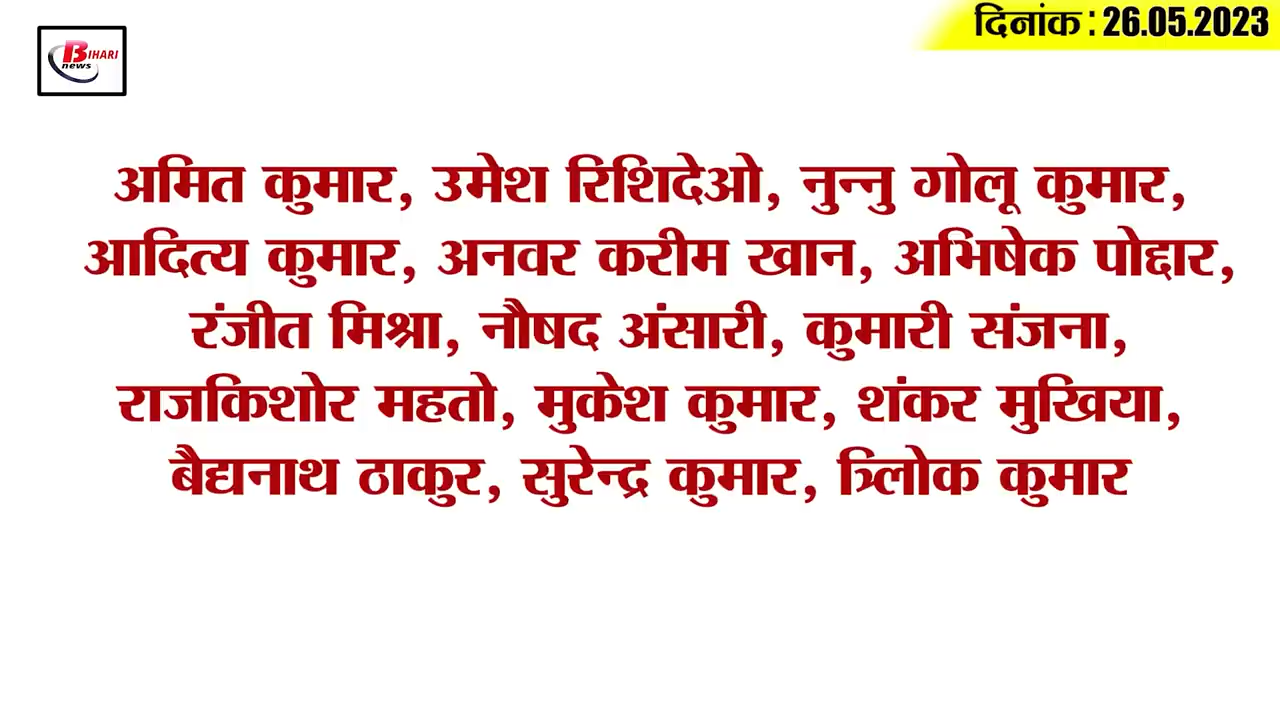 BIHARI
news
दिनांक : 26.05.2023
अमित कुमार, उमेश रिशिदेओ, नुन्नु गोलू कुमार,
आदित्य कुमार, अनवर करीम खान, अभिषेक पोद्दार,
रंजीत मिश्रा, नौषद अंसारी, कुमारी संजना,
राजकिशोर महतो, मुकेश कुमार, शंकर मुखिया,
बैद्यनाथ ठाकुर, सुरेन्द्र कुमार, त्रिलोक कुमार